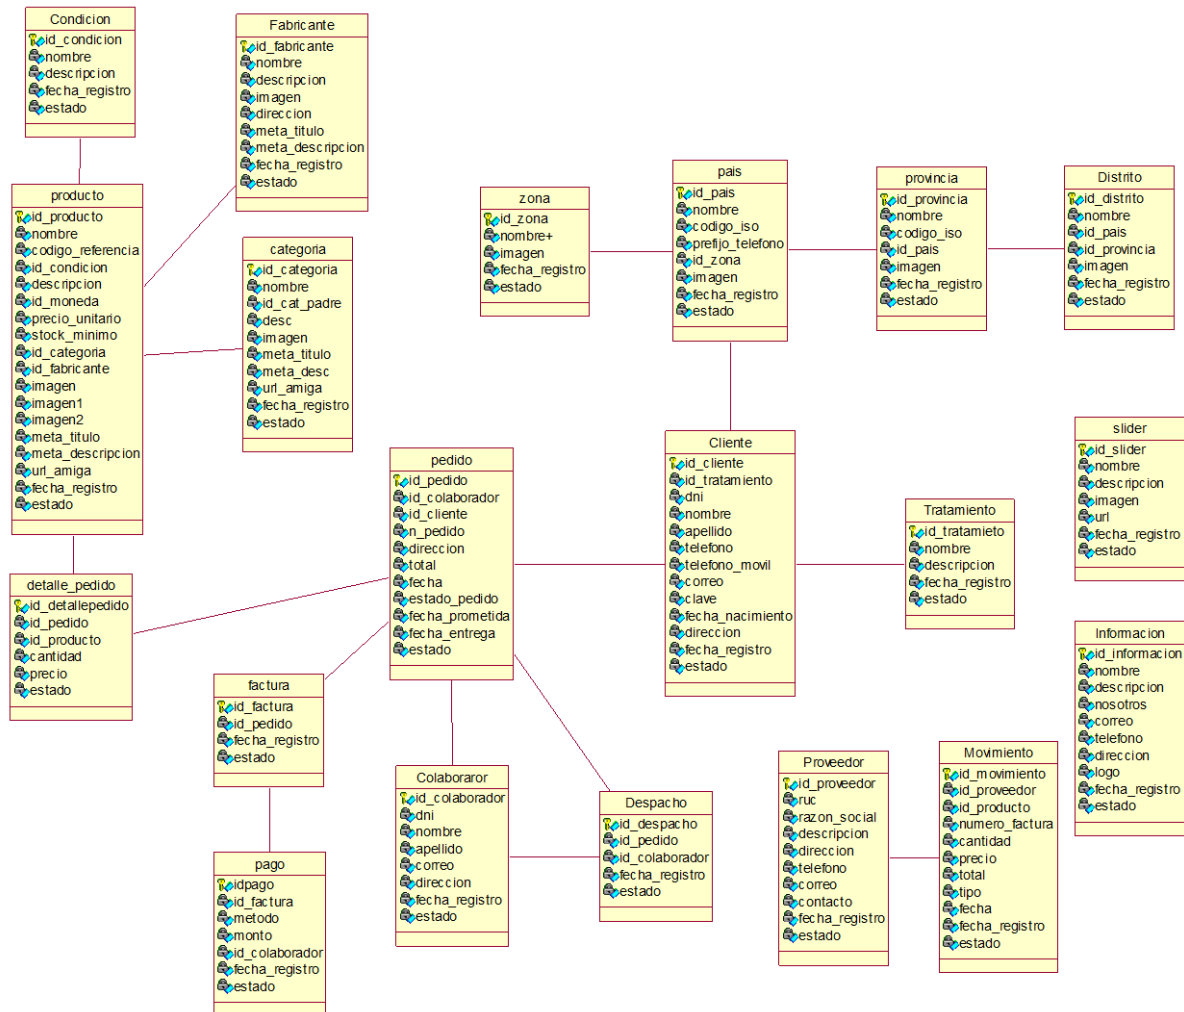 Condicion
id_condicion
nombre
descripcion
fecha_registro
estado
Fabricante
id_fabricante
nombre
descripcion
imagen
direccion
meta_titulo
meta_descripcion
fecha_registro
estado
producto
id_producto
nombre
codigo_referencia
id_condicion
descripcion
id_moneda
precio_unitario
stock_minimo
id_categoria
id_fabricante
imagen
imagen1
imagen2
meta_titulo
meta_descripcion
url_amiga
fecha_registro
estado
categoria
id_categoria
nombre
id_cat_padre
desc
imagen
meta_titulo
meta_desc
url_amiga
fecha_registro
estado
zona
id_zona
nombre+
imagen
fecha_registro
estado
pais
id_pais
nombre
codigo_iso
prefijo_telefono
id_zona
imagen
fecha_registro
estado
provincia
id_provincia
nombre
codigo_iso
id_pais
imagen
fecha_registro
estado
Distrito
id_distrito
nombre
id_pais
id_provincia
imagen
fecha_registro
estado
pedido
id_pedido
id_colaborador
id_cliente
n_pedido
direccion
total
fecha
estado_pedido
fecha_prometida
fecha_entrega
estado
Cliente
id_cliente
id_tratamiento
dni
nombre
apellido
telefono
telefono_movil
correo
clave
fecha_nacimiento
direccion
fecha_registro
estado
Tratamiento
id_tratamieto
nombre
descripcion
fecha_registro
estado
slider
id_slider
nombre
descripcion
imagen
url
fecha_registro
estado
detalle_pedido
id_detallepedido
id_pedido
id_producto
cantidad
precio
estado
factura
id_factura
id_pedido
fecha_registro
estado
Informacion
id_informacion
nombre
descripcion
nosotros
correo
telefono
direccion
logo
fecha_registro
estado
pago
idpago
id_factura
metodo
monto
id_colaborador
fecha_registro
estado
Colaboraror
id_colaborador
dni
nombre
apellido
correo
direccion
fecha_registro
estado
Despacho
id_despacho
id_pedido
id_colaborador
fecha_registro
estado
Proveedor
id_proveedor
ruc
razon_social
descripcion
direccion
telefono
correo
contacto
fecha_registro
estado
Movimiento
id_movimiento
id_proveedor
id_producto
numero_factura
cantidad
precio
total
tipo
fecha
fecha_registro
estado